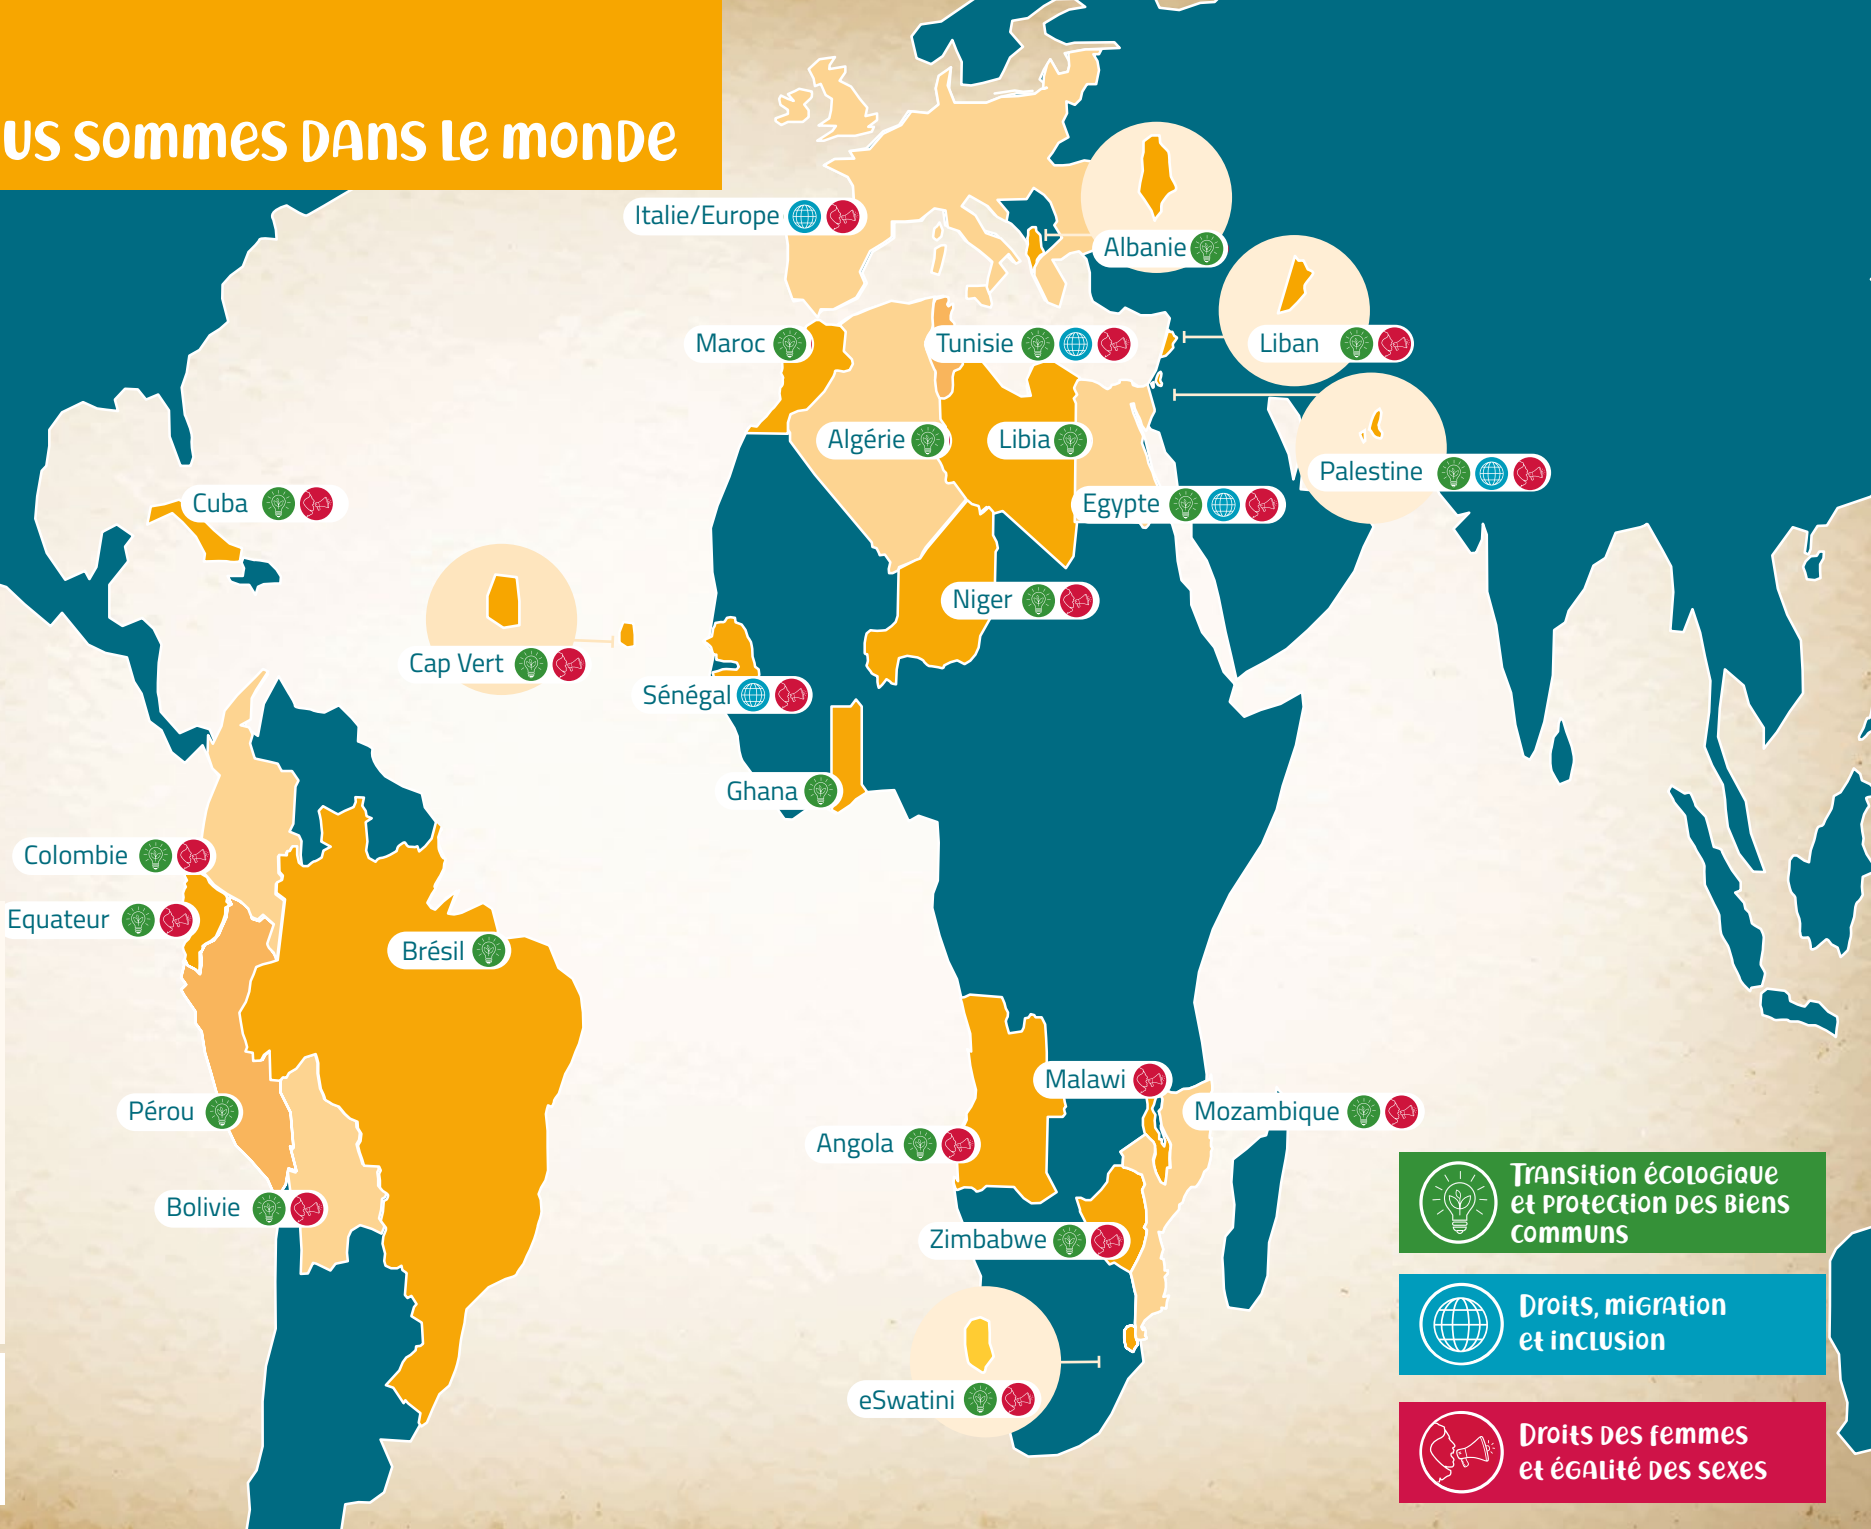 us sommes dans le monde
Italie/Europe
Albanie
Maroc
Tunisie
Liban
Algérie
Libia
Palestine
Cuba
Egypte
Niger
Cap Vert
Sénégal
Ghana
Colombie
Equateur
Brésil
Malawi
Pérou
Mozambique
Angola
Bolivie
Zimbabwe
eSwatini
Transition écologique
et protection des biens
communs
Droits, migration
et inclusion
Droits des femmes
et égalité des sexes